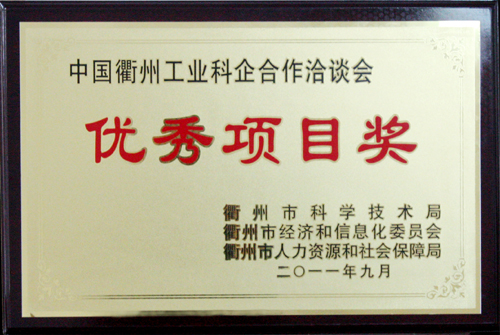 中国衢州工业科企合作洽谈会
优秀项目奖
衢州市科学技术局
衢州市经济和信息化委员会
衢州市人力资源和社会保障局
二〇一一年九月